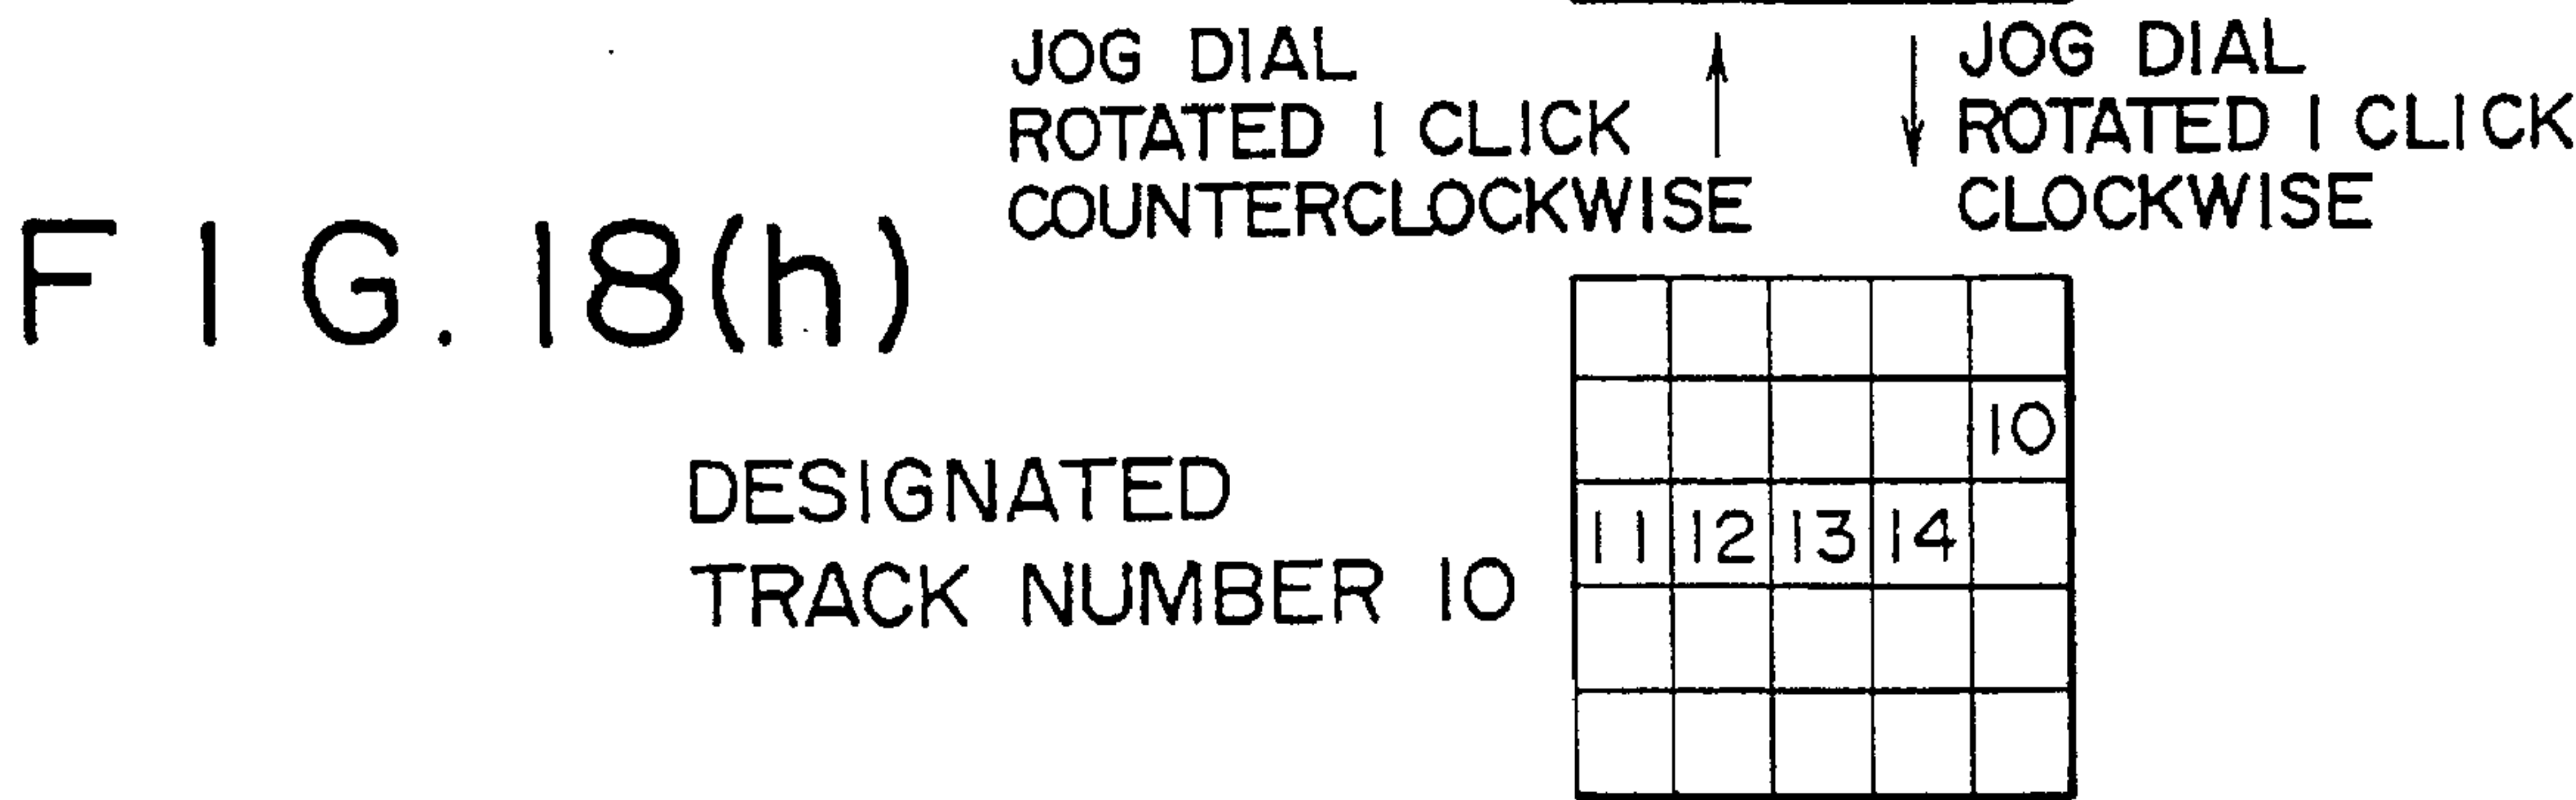 JOG DIAL
ROTATED 1 CLICK
COUNTERCLOCKWISE
JOG DIAL
ROTATED 1 CLICK
CLOCKWISE
FIG. 18(h)
DESIGNATED
TRACK NUMBER 10
10
11 12 13 14